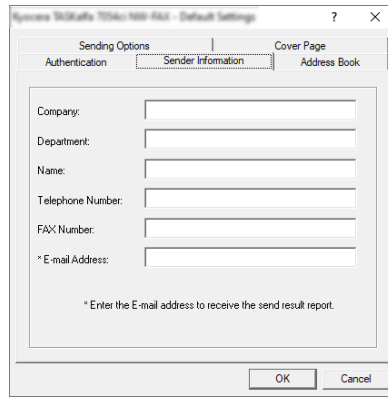 Kyocera TASKalfa 7054ci NW-FAX - Default Settings
Sending Options
Cover Page
Authentication
Sender Information
Address Book
Company:
Department:
Name:
Telephone Number:
FAX Number:
* E-mail Address:
* Enter the E-mail address to receive the send result report.
OK
Cancel